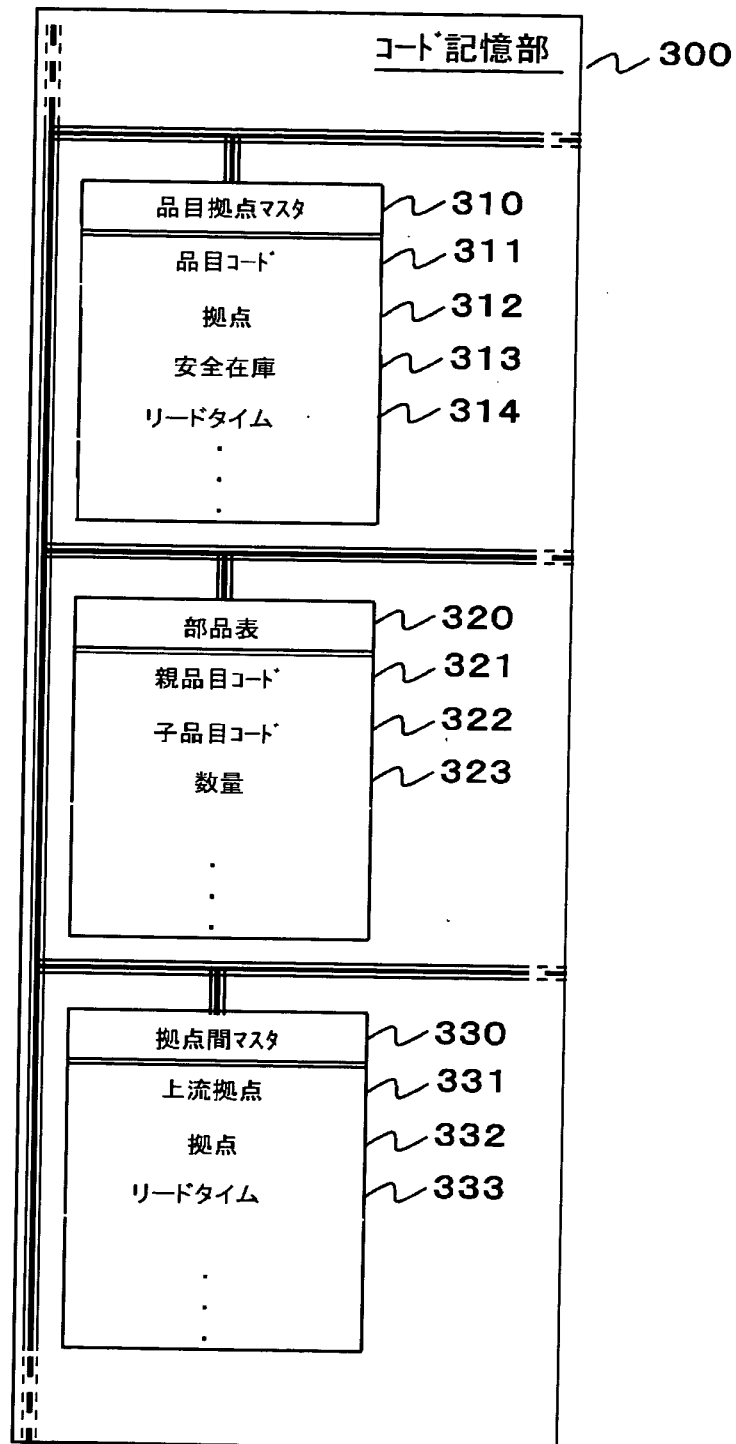 コード記憶部 300
品目拠点マスタ 310
品目コード 311
拠点 312
安全在庫 313
リードタイム 314
部品表 320
親品目コード 321
子品目コード 322
数量 323
拠点間マスタ 330
上流拠点 331
拠点 332
リードタイム 333